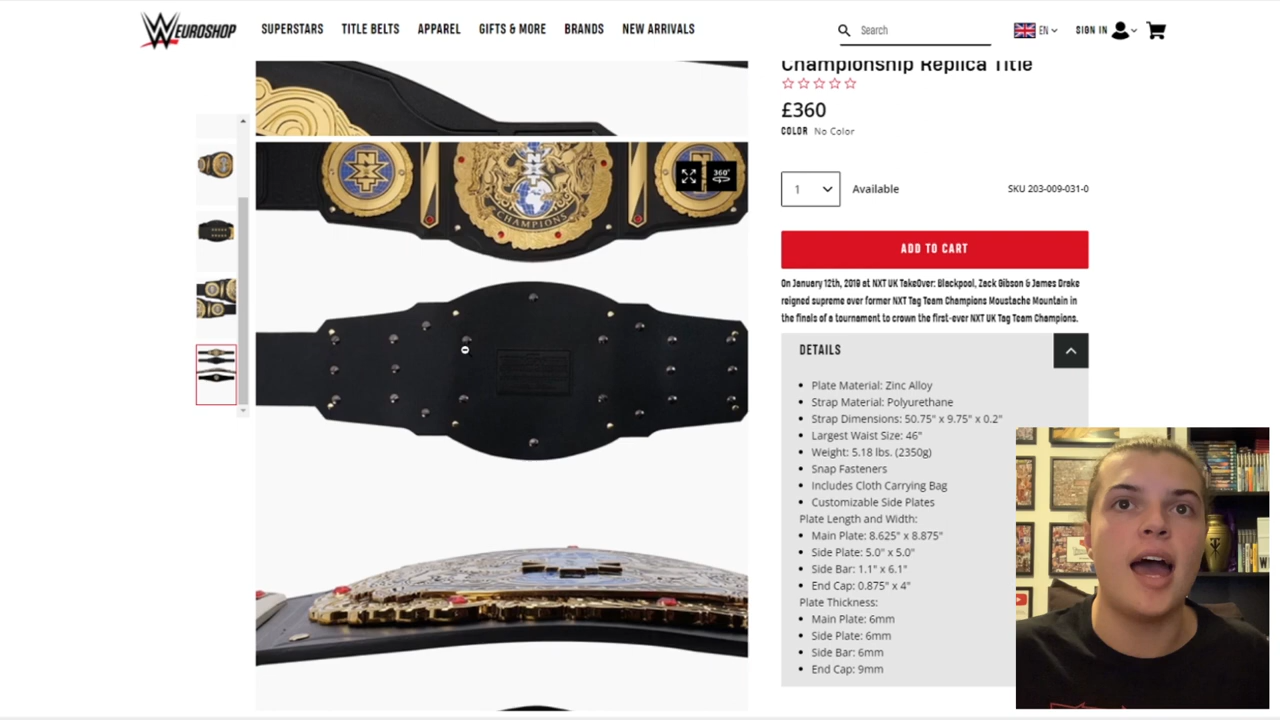 WW EUROSHOP
SUPERSTARS
TITLE BELTS
APPAREL
GIFTS & MORE
BRANDS
NEW ARRIVALS
Search
EN
SIGN IN
Championship Replica Title
£360
COLOR No Color
1
Available
SKU 203-009-031-0
ADD TO CART
On January 12th, 2019 at NXT UK TakeOver: Blackpool, Zack Gibson & James Drake
reigned supreme over former NXT Tag Team Champions Moustache Mountain in
the finals of a tournament to crown the first-ever NXT UK Tag Team Champions.
DETAILS
Plate Material: Zinc Alloy
Strap Material: Polyurethane
Strap Dimensions: 50.75" x 9.75" x 0.2"
Largest Waist Size: 46"
Weight: 5.18 lbs. (2350g)
Snap Fasteners
Includes Cloth Carrying Bag
Customizable Side Plates
Plate Length and Width:
Main Plate: 8.625" x 8.875"
Side Plate: 5.0" x 5.0"
Side Bar: 1.1" x 6.1"
End Cap: 0.875" x 4"
Plate Thickness:
Main Plate: 6mm
Side Plate: 6mm
Side Bar: 6mm
End Cap: 9mm
360°
NXT
NXT
CHAMPIONS